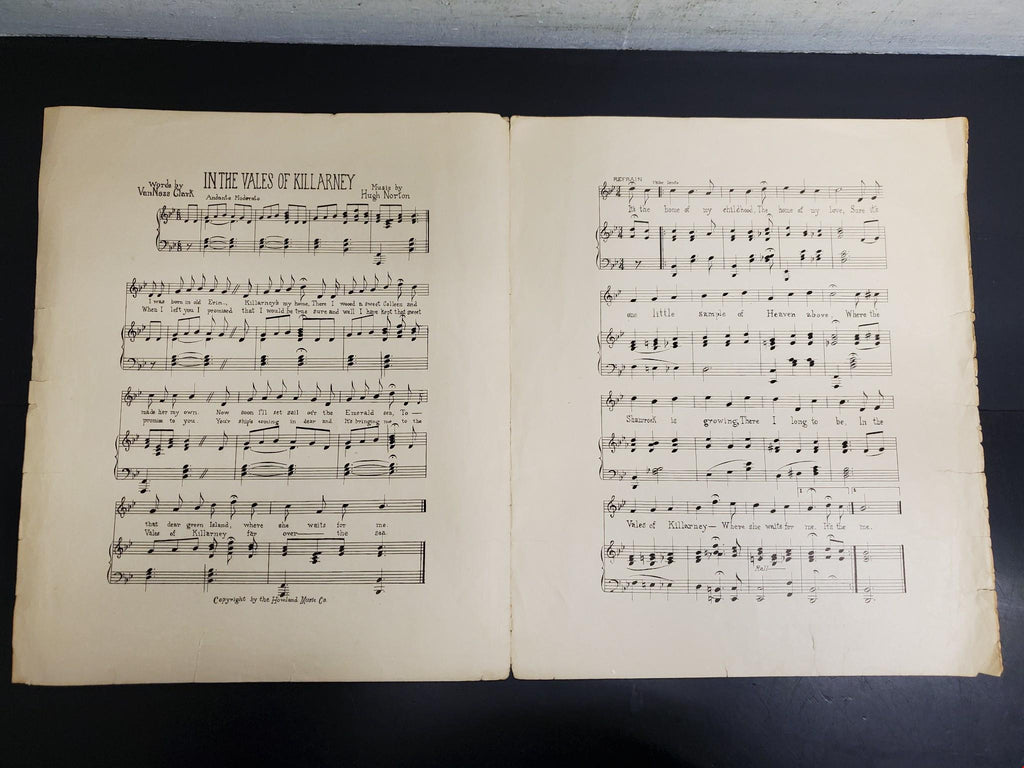 IN THE VALES OF KILLARNEY
Words by
VanNess Clark
Music by
Hugh Norton
Andante Moderato
I was born in old Erin, Killarney's my home, There I wooed a sweet Colleen and
When I left you I promised that I would be true sure and well I have kept that sweet
made her my own. Now soon I'll set sail o'er the Emerald sea, To —
promise to you. Your ship's coming in dear and It's bringing me to the
that dear green Island, where she waits for me.
Vales of Killarney far over the sea.
Copyright by the Howland Music Co.
REFRAIN
It's the home of my childhood, The home of my love, Sure it's
one little sample of Heaven above, Where the
Shamrock is growing, There I long to be, In the
1 2
Vales of Killarney— Where she waits for me. It's the me.
Rall